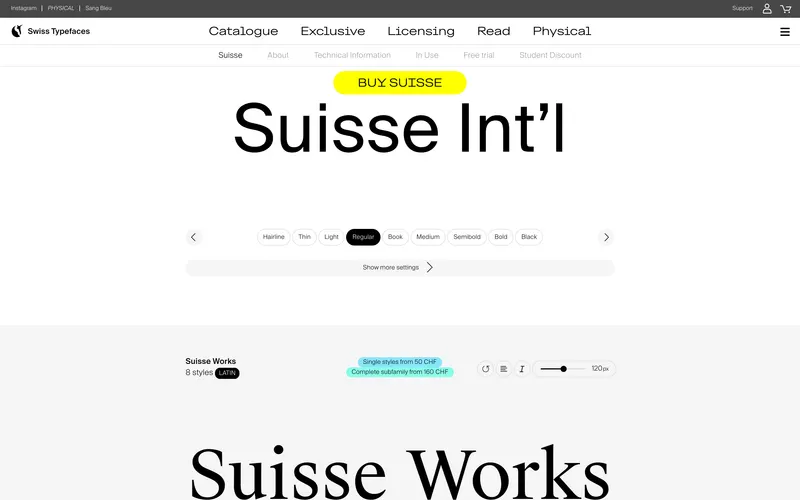 Instagram | PHYSICAL | Sang Bleu
Support
Swiss Typefaces
Catalogue Exclusive Licensing Read Physical
Suisse About Technical Information In Use Free trial Student Discount
BUY SUISSE
Suisse Int’l
Hairline Thin Light Regular Book Medium Semibold Bold Black
Show more settings
Suisse Works
8 styles LATIN
Single styles from 50 CHF
Complete subfamily from 160 CHF
120px
Suisse Works